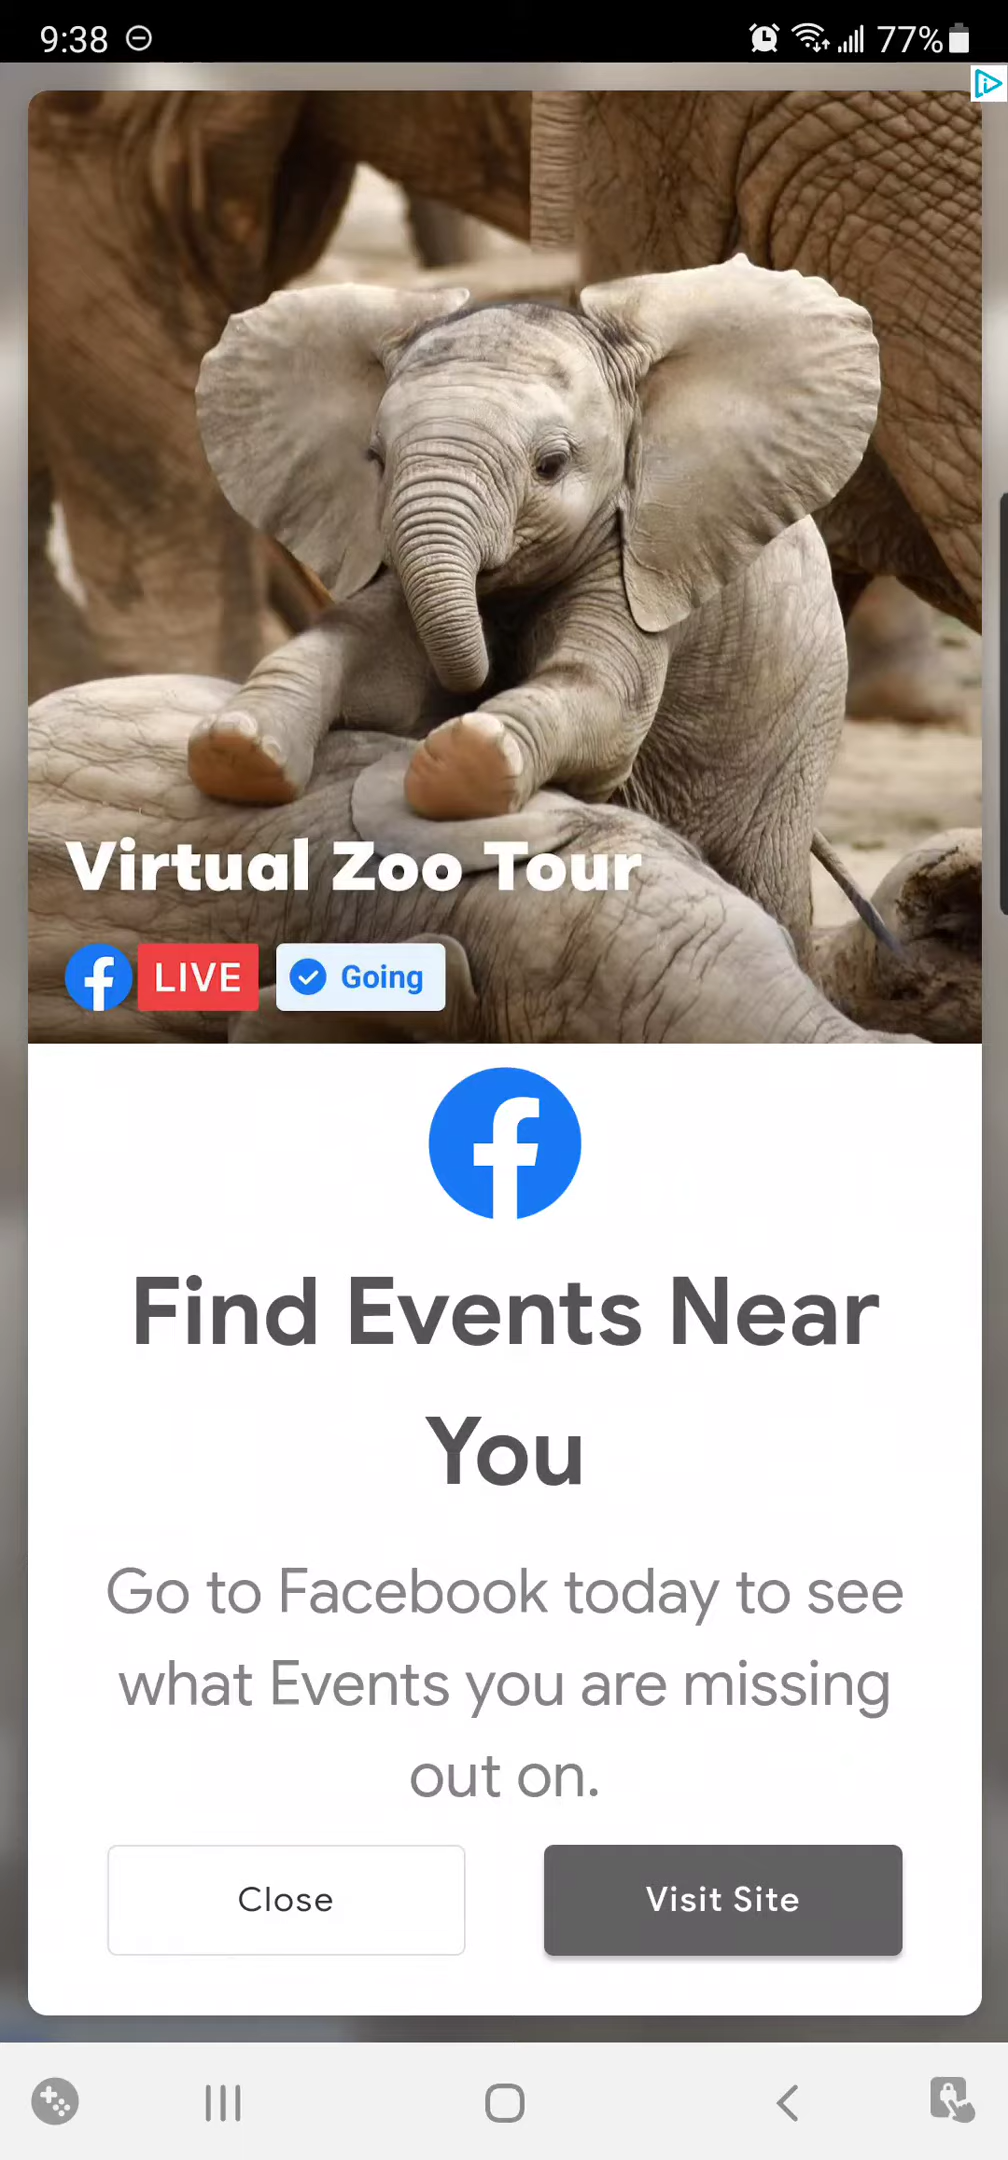 9:38
77%
Virtual Zoo Tour
LIVE
Going
Find Events Near
You
Go to Facebook today to see
what Events you are missing
out on.
Close
Visit Site